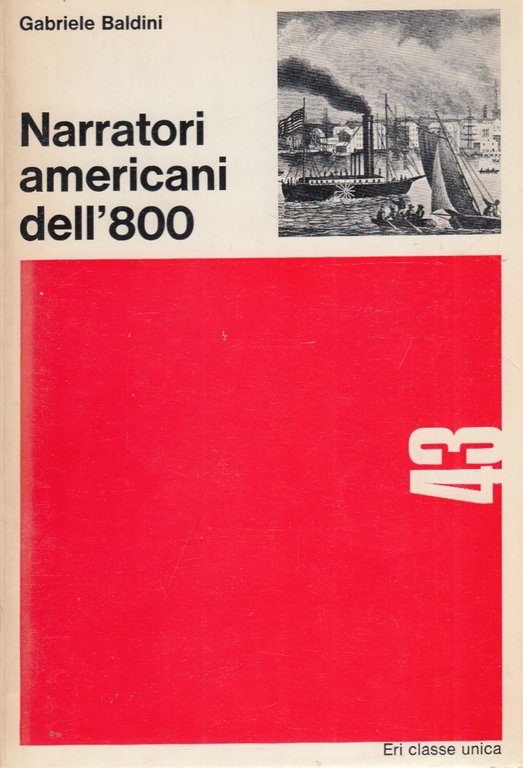 Gabriele Baldini
Narratori
americani
dell'800
43
Eri classe unica